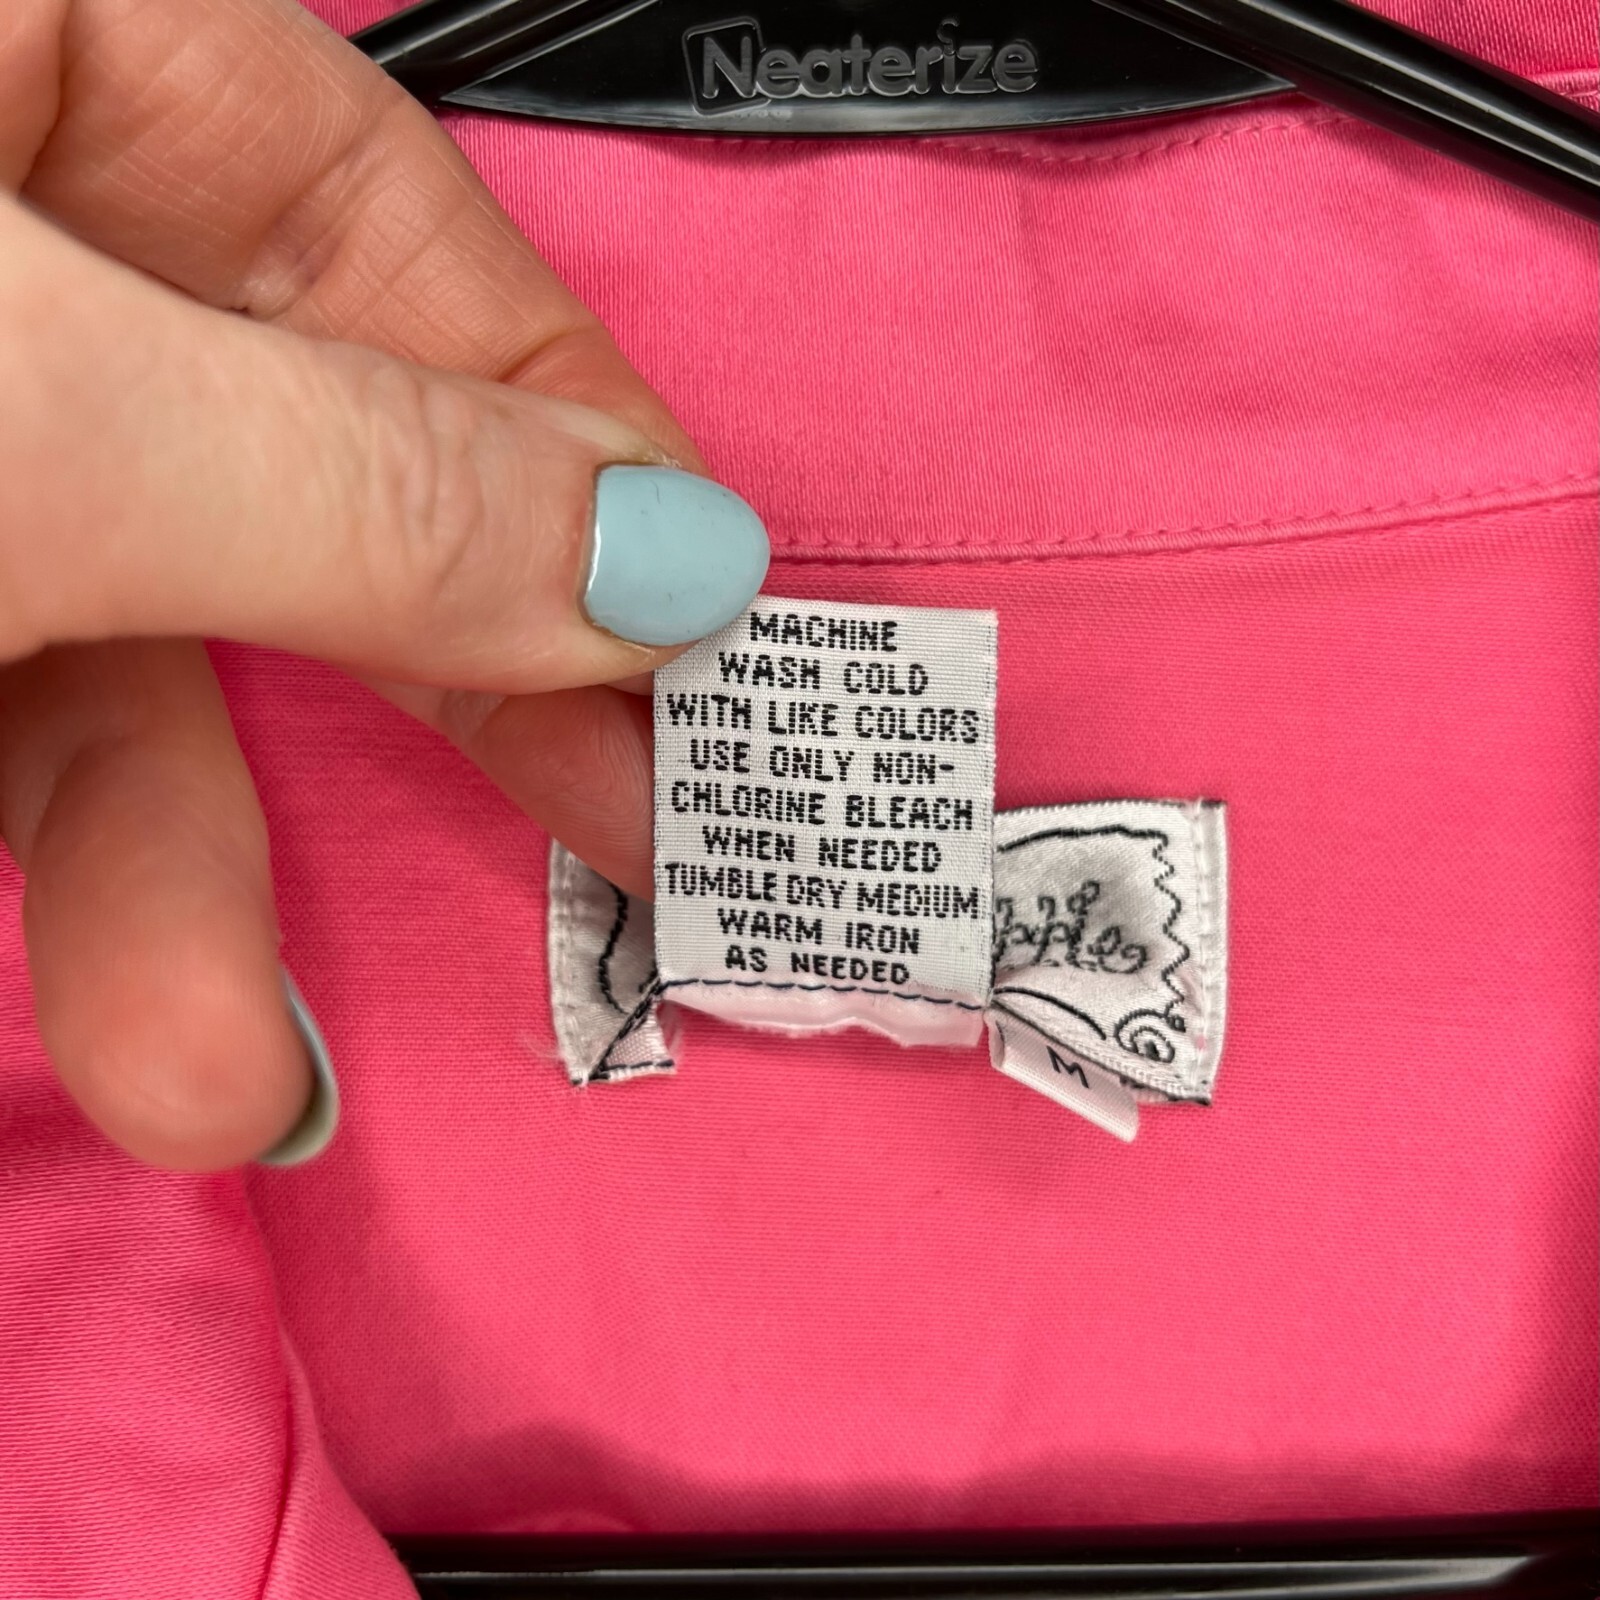 Neaterize
MACHINE
WASH COLD
WITH LIKE COLORS
USE ONLY NON-
CHLORINE BLEACH
WHEN NEEDED
TUMBLE DRY MEDIUM
WARM IRON
AS NEEDED
M